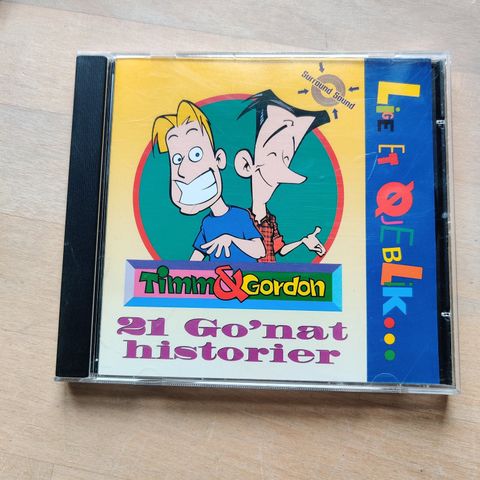 Surround Sound
Timm & Gordon
21 Go'nat
historier
LIGE ET ØJEBLIK...